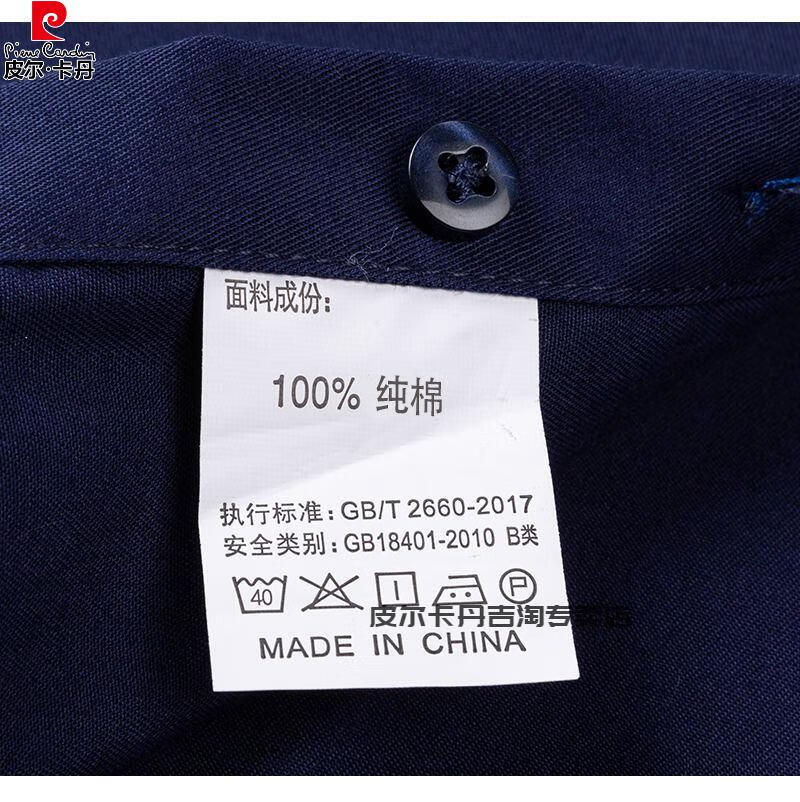 Pierre Cardin
皮尔·卡丹
面料成份：
100% 纯棉
执行标准：GB/T 2660-2017
安全类别：GB18401-2010 B类
40 P
皮尔卡丹吉淘专卖店
MADE IN CHINA